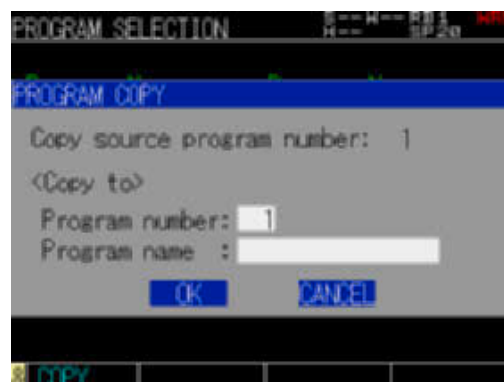 PROGRAM SELECTION
PROGRAM COPY
Copy source program number: 1
<Copy to>
Program number: 1
Program name :
OK CANCEL
COPY